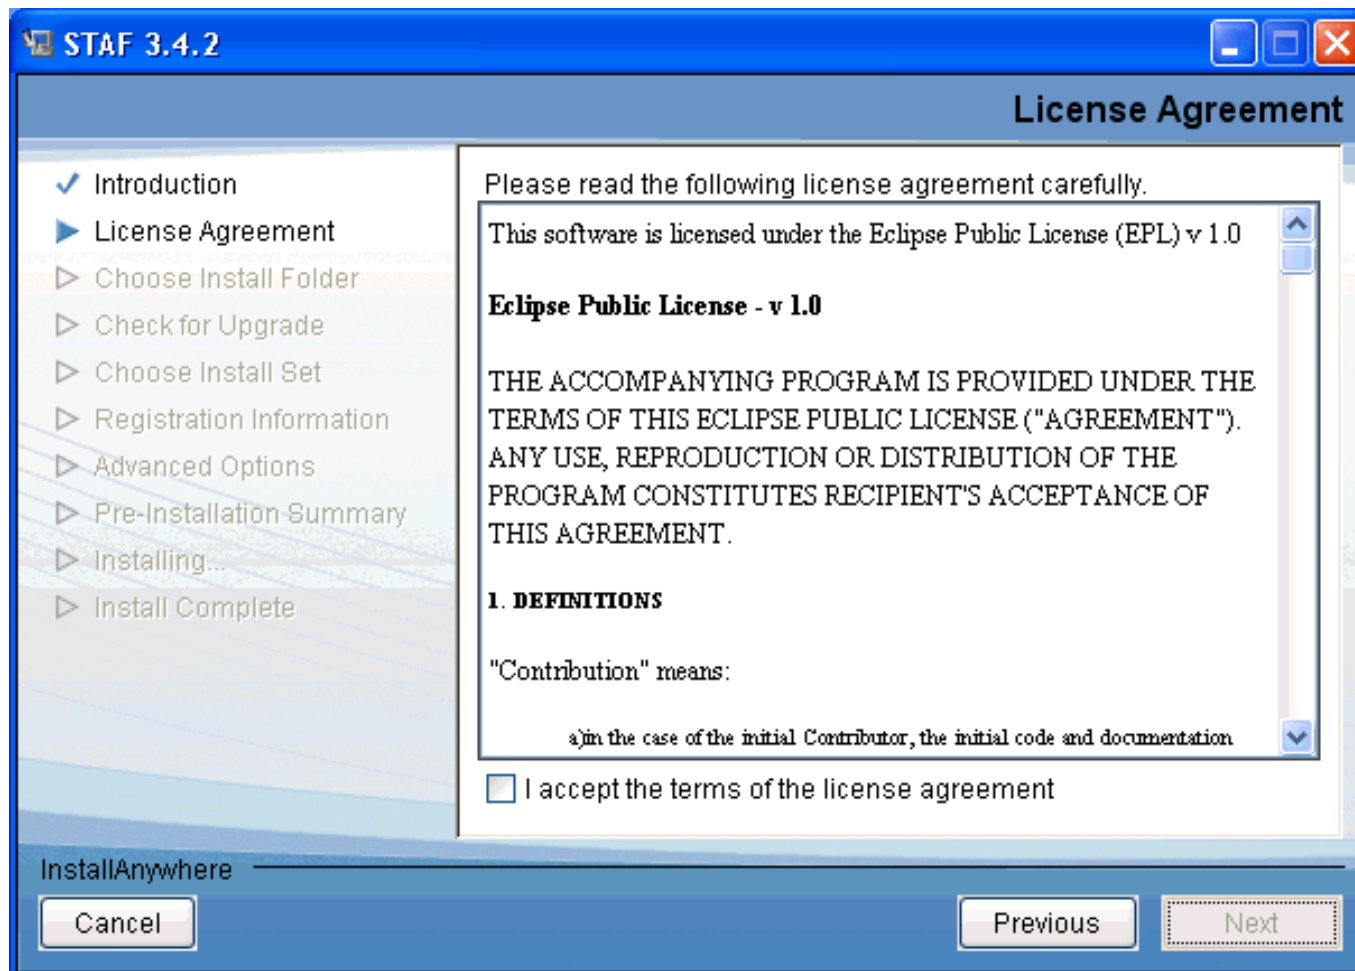 STAF 3.4.2
License Agreement
Introduction
License Agreement
Choose Install Folder
Check for Upgrade
Choose Install Set
Registration Information
Advanced Options
Pre-Installation Summary
Installing...
Install Complete
Please read the following license agreement carefully.
This software is licensed under the Eclipse Public License (EPL) v 1.0
Eclipse Public License - v 1.0
THE ACCOMPANYING PROGRAM IS PROVIDED UNDER THE
TERMS OF THIS ECLIPSE PUBLIC LICENSE ("AGREEMENT").
ANY USE, REPRODUCTION OR DISTRIBUTION OF THE
PROGRAM CONSTITUTES RECIPIENT'S ACCEPTANCE OF
THIS AGREEMENT.
1. DEFINITIONS
"Contribution" means:
a)in the case of the initial Contributor, the initial code and documentation
I accept the terms of the license agreement
InstallAnywhere
Cancel
Previous
Next